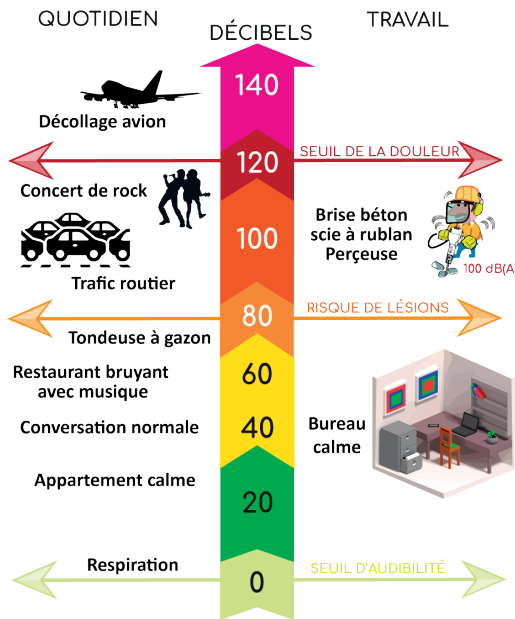 QUOTIDIEN
DÉCIBELS
TRAVAIL
140
Décollage avion
120
SEUIL DE LA DOULEUR
Concert de rock
100
Brise béton
scie à rublan
Perçeuse
100 dB(A)
Trafic routier
80
RISQUE DE LÉSIONS
Tondeuse à gazon
Restaurant bruyant
avec musique
60
Conversation normale
40
Bureau
calme
Appartement calme
20
Respiration
0
SEUIL D'AUDIBILITÉ